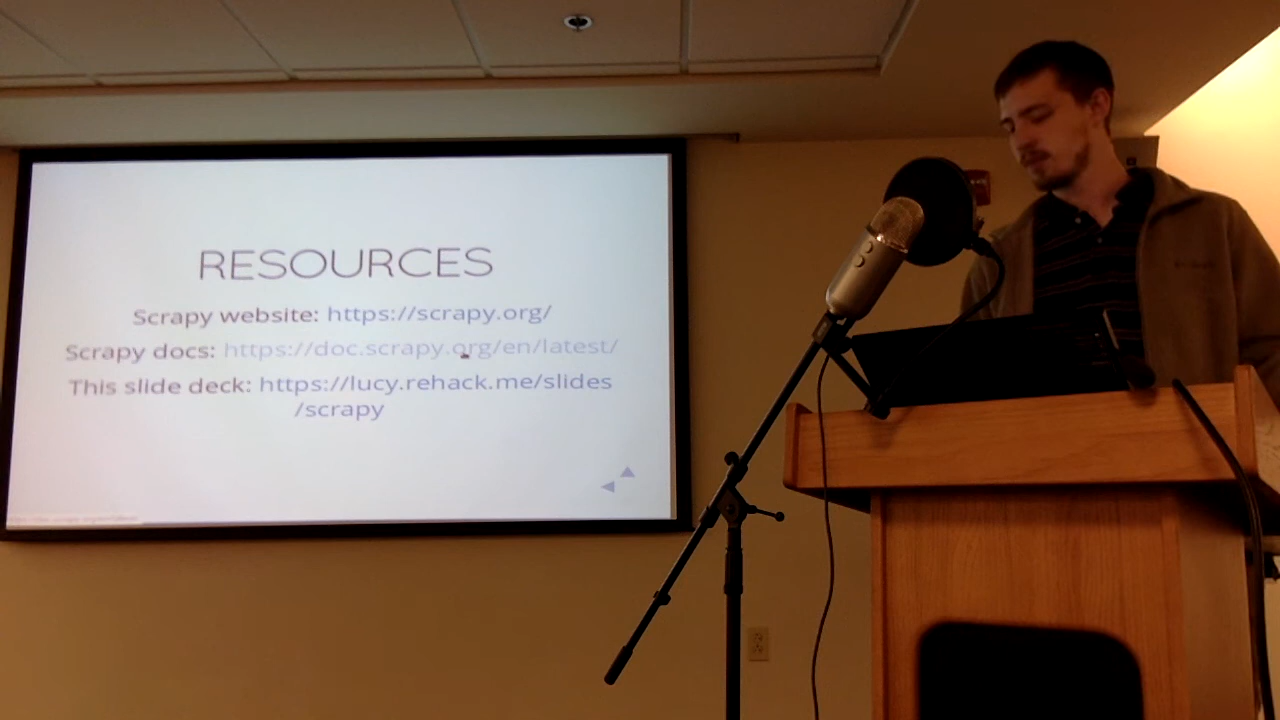 RESOURCES
Scrapy website: https://scrapy.org/
Scrapy docs: https://doc.scrapy.org/en/latest/
This slide deck: https://lucy.rehack.me/slides
/scrapy